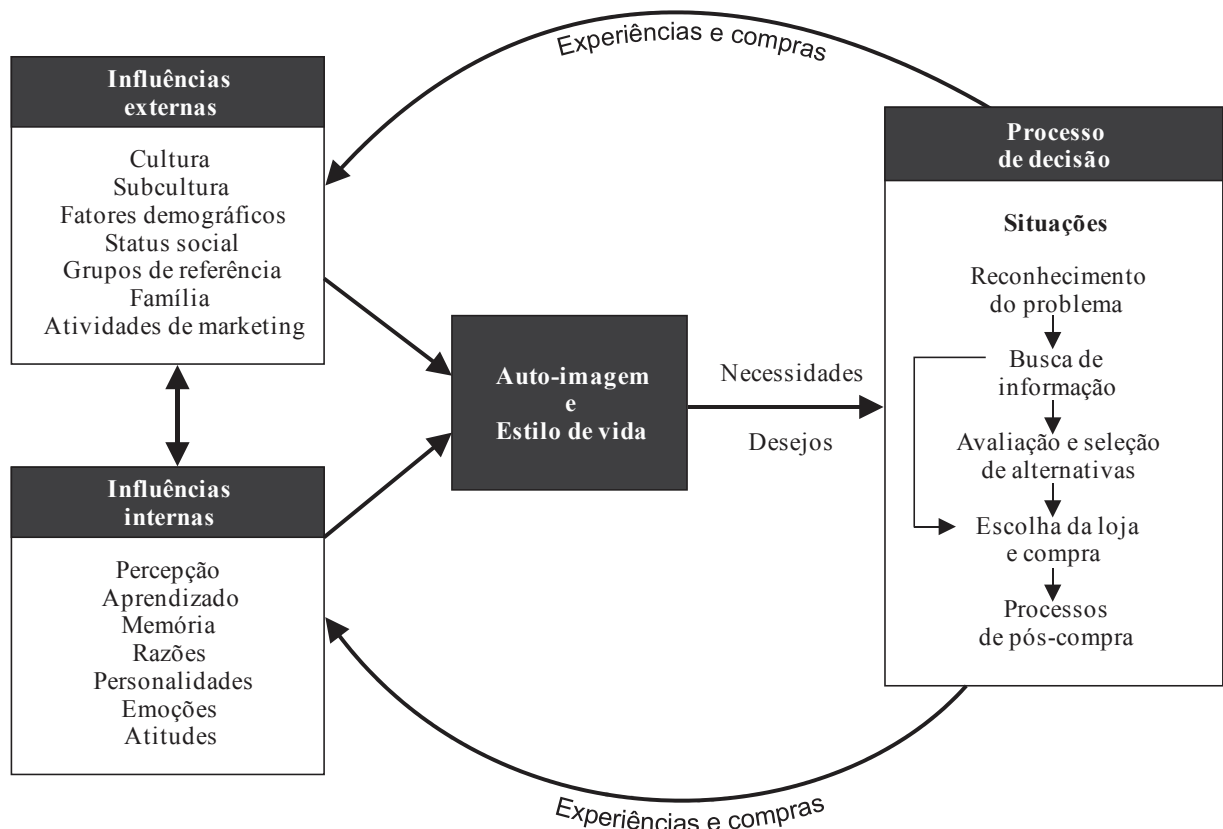 Experiências e compras
Influências
externas
Cultura
Subcultura
Fatores demográficos
Status social
Grupos de referência
Família
Atividades de marketing
Influências
internas
Percepção
Aprendizado
Memória
Razões
Personalidades
Emoções
Atitudes
Auto-imagem
e
Estilo de vida
Necessidades
Desejos
Processo
de decisão
Situações
Reconhecimento
do problema
Busca de
informação
Avaliação e seleção
de alternativas
Escolha da loja
e compra
Processos
de pós-compra
Experiências e compras